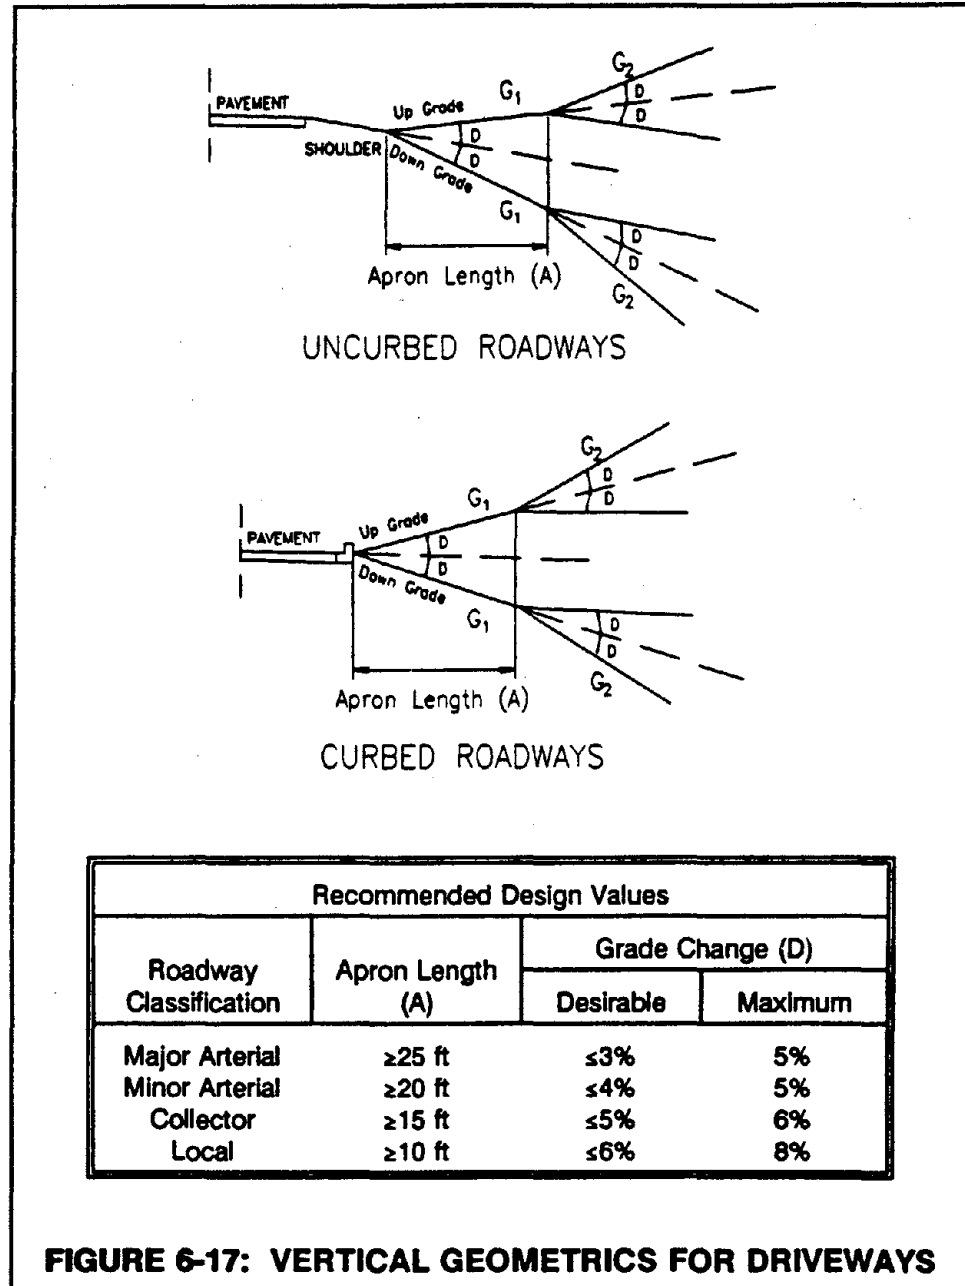 G2
G1
D
D
PAVEMENT
Up Grade
SHOULDER
D
D
Down Grade
G1
D
D
G2
Apron Length (A)
UNCURBED ROADWAYS
G2
D
D
G1
Up Grade
PAVEMENT
D
D
Down Grade
G1
D
D
G2
Apron Length (A)
CURBED ROADWAYS
Recommended Design Values
Roadway Classification
Apron Length (A)
Grade Change (D)
Desirable
Maximum
Major Arterial ≥25 ft ≤3% 5%
Minor Arterial ≥20 ft ≤4% 5%
Collector ≥15 ft ≤5% 6%
Local ≥10 ft ≤6% 8%
FIGURE 6-17: VERTICAL GEOMETRICS FOR DRIVEWAYS